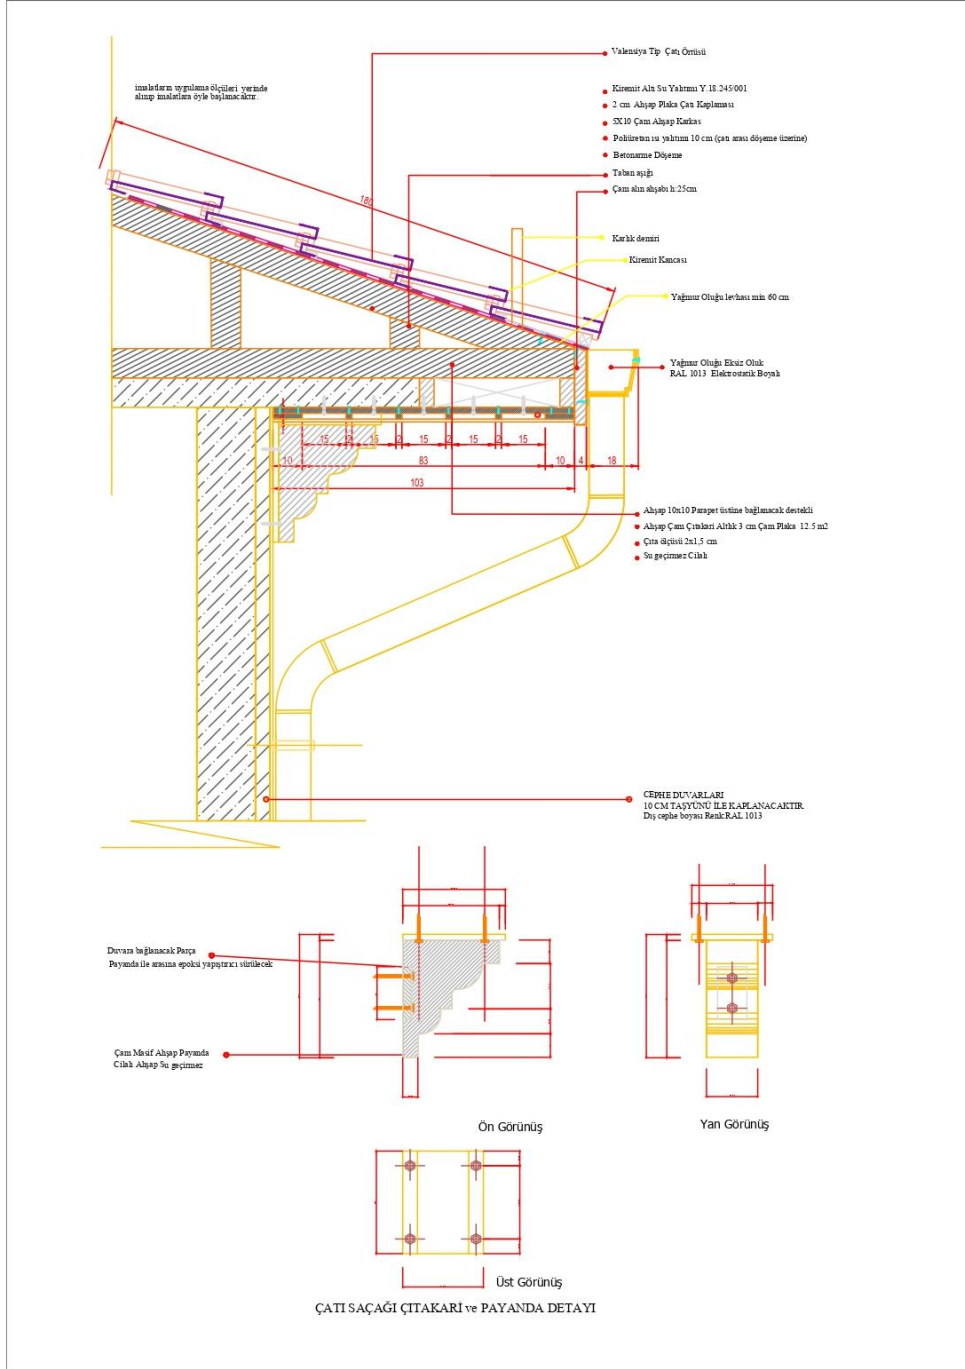 Valensiya Tip Çatı Örtüsü
imalatların uygulama ölçüleri yerinde
alınıp imalatlara öyle başlanacaktır.
Kiremit Altı Su Yalıtımı Y.18.245/001
2 cm Ahşap Plaka Çatı Kaplaması
5X10 Çam Ahşap Karkas
Poliüretan ısı yalıtımı 10 cm (çatı arası döşeme üzerine)
Betonarme Döşeme
Taban aşığı
Çam alın ahşabı h:25cm
180
Karlık demiri
Kiremit Kancası
Yağmur Oluğu levhası min 60 cm
Yağmur Oluğu Eksiz Oluk
RAL 1013 Elektrostatik Boyalı
15 2 15 2 15 2 15 2 15
10 83 10 4 18
103
Ahşap 10x10 Parapet üstüne bağlanacak destekli
Ahşap Çam Çıtakari Altlık 3 cm Çam Plaka 12.5 m2
Çıta ölçüsü 2x1,5 cm
Su geçirmez Cilalı
CEPHE DUVARLARI
10 CM TAŞYÜNÜ İLE KAPLANACAKTIR
Dış cephe boyası Renk:RAL 1013
Duvara bağlanacak Parça
Payanda ile arasına epoksi yapıştırıcı sürülecek
Çam Masif Ahşap Payanda
Cilalı Ahşap Su geçirmez
Ön Görünüş
Yan Görünüş
Üst Görünüş
ÇATI SAÇAĞI ÇITAKARİ ve PAYANDA DETAYI